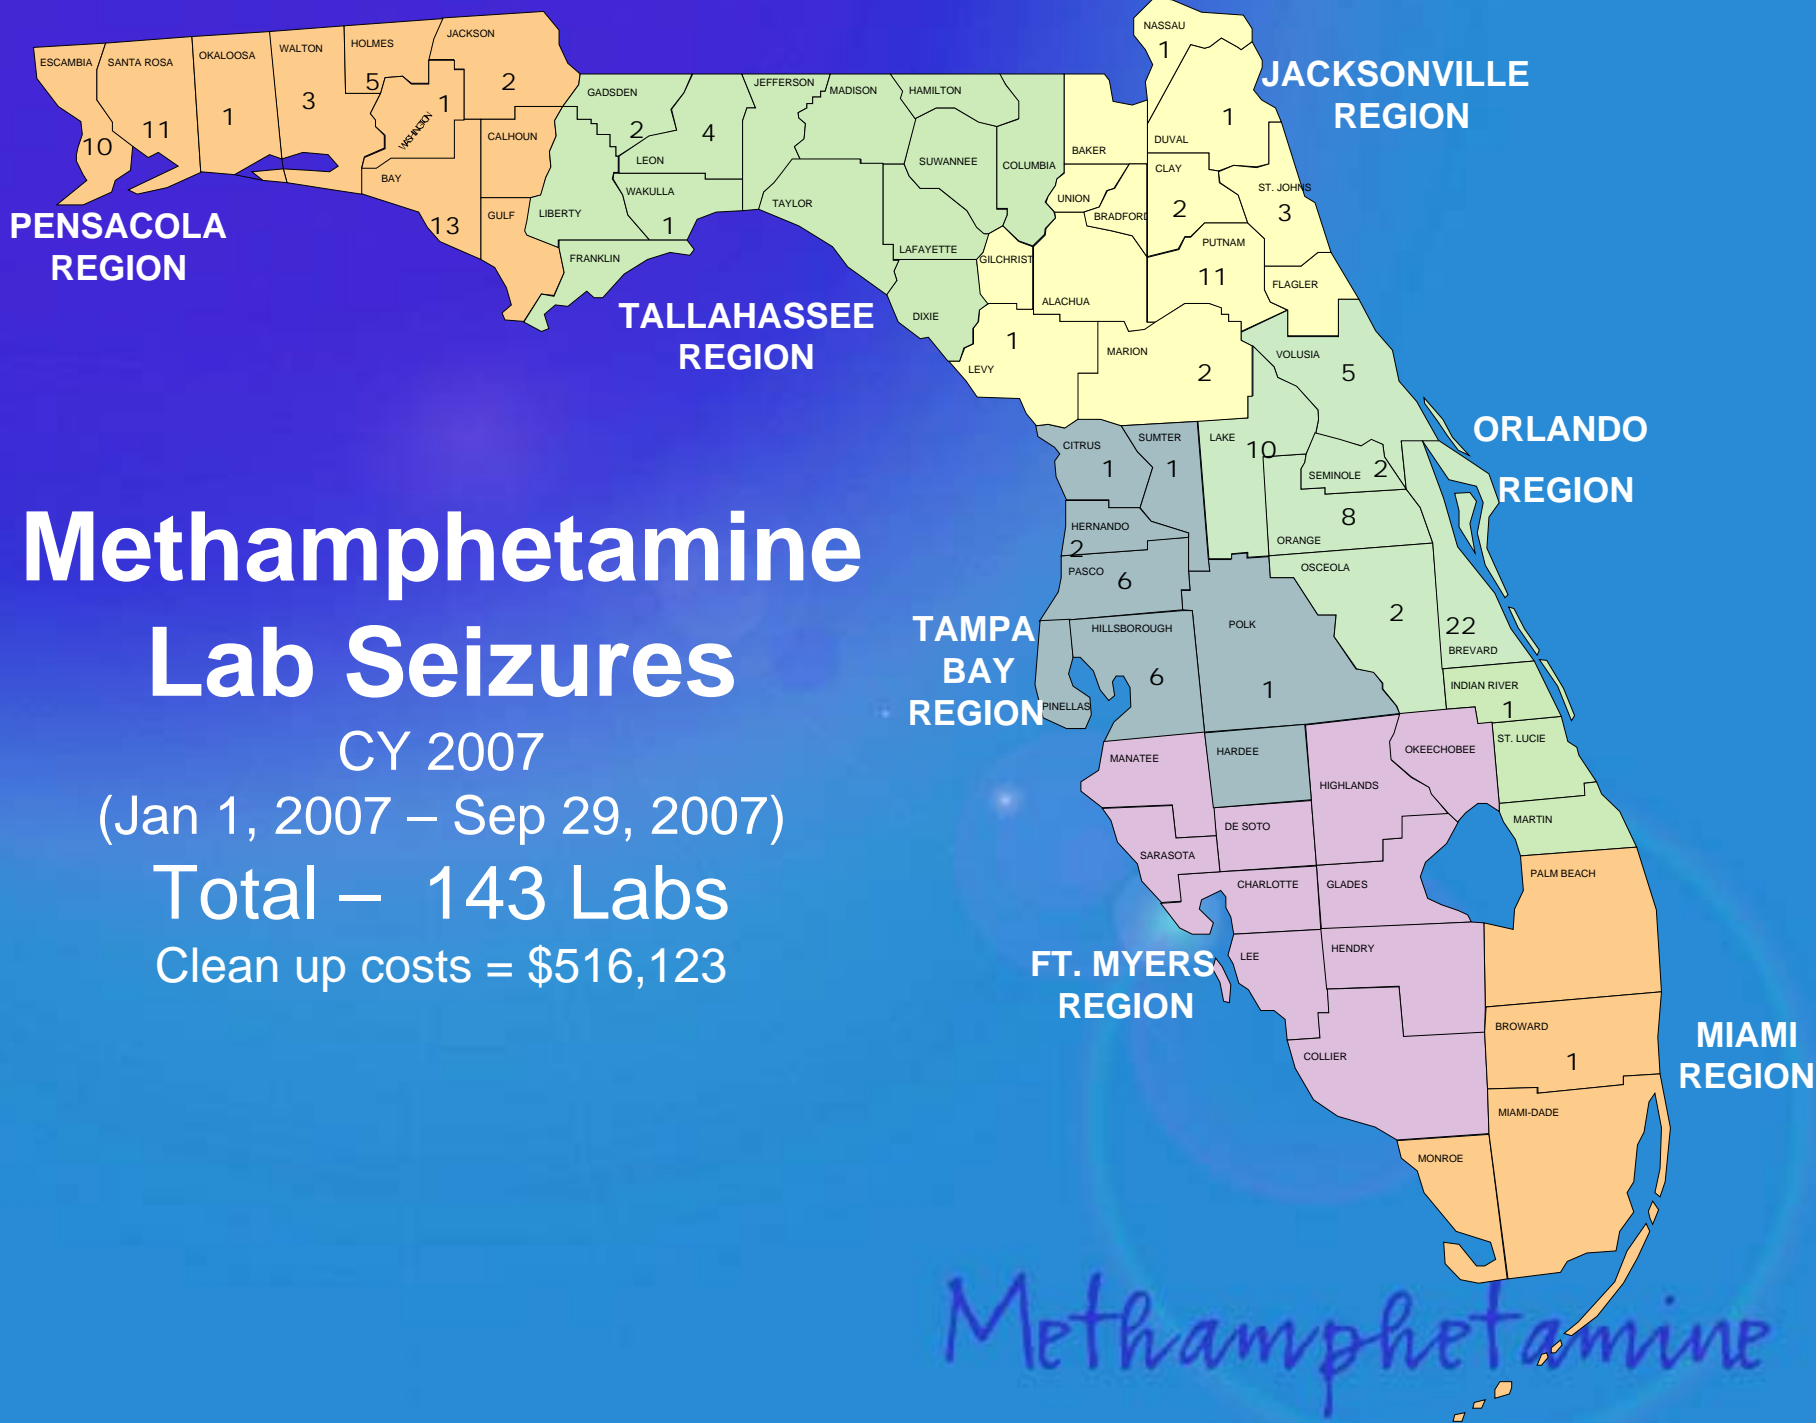 NASSAU
1
JACKSONVILLE
REGION
JACKSON
2
HOLMES
5
WALTON
3
OKALOOSA
1
SANTA ROSA
11
ESCAMBIA
10
WASHINGTON
1
CALHOUN
BAY
13
GULF
PENSACOLA
REGION
GADSDEN
2
LEON
4
JEFFERSON
MADISON
HAMILTON
SUWANNEE
COLUMBIA
WAKULLA
1
LIBERTY
FRANKLIN
TAYLOR
LAFAYETTE
DIXIE
TALLAHASSEE
REGION
BAKER
DUVAL
1
UNION
BRADFORD
CLAY
2
ST. JOHNS
3
PUTNAM
11
FLAGLER
GILCHRIST
ALACHUA
LEVY
1
MARION
2
VOLUSIA
5
LAKE
10
SEMINOLE
2
ORANGE
8
OSCEOLA
2
22
BREVARD
INDIAN RIVER
1
ST. LUCIE
MARTIN
ORLANDO
REGION
CITRUS
1
SUMTER
1
HERNANDO
2
PASCO
6
HILLSBOROUGH
6
POLK
1
PINELLAS
HARDEE
TAMPA
BAY
REGION
MANATEE
SARASOTA
DE SOTO
HIGHLANDS
OKEECHOBEE
CHARLOTTE
GLADES
LEE
HENDRY
COLLIER
FT. MYERS
REGION
PALM BEACH
BROWARD
1
MIAMI-DADE
MONROE
MIAMI
REGION
Methamphetamine
Lab Seizures
CY 2007
(Jan 1, 2007 – Sep 29, 2007)
Total – 143 Labs
Clean up costs = $516,123
Methamphetamine